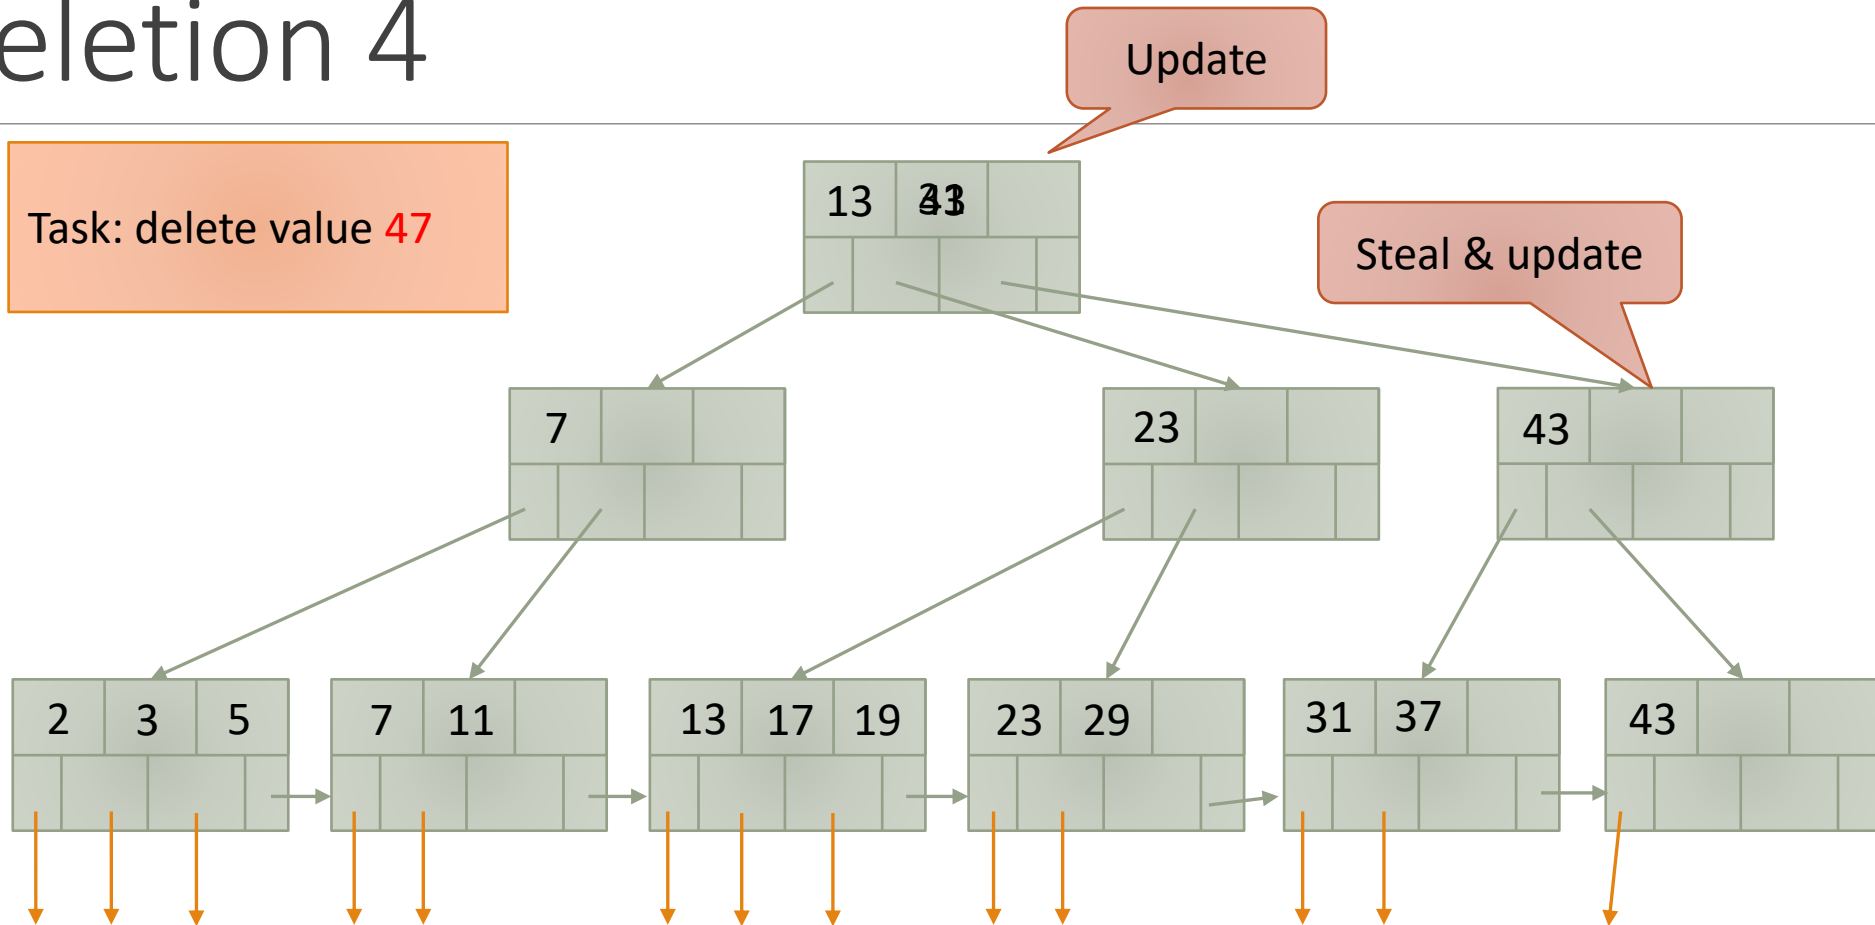 eletion 4
Update
Task: delete value 47
13
Steal & update
7
23
43
2 3 5
7 11
13 17 19
23 29
31 37
43